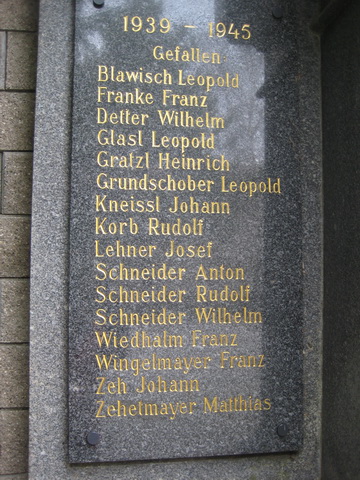 1939 - 1945
Gefallen:
Blawisch Leopold
Franke Franz
Detter Wilhelm
Glasl Leopold
Gratzl Heinrich
Grundschober Leopold
Kneissl Johann
Korb Rudolf
Lehner Josef
Schneider Anton
Schneider Rudolf
Schneider Wilhelm
Wiedhalm Franz
Wingelmayer Franz
Zeh Johann
Zehetmayer Matthias